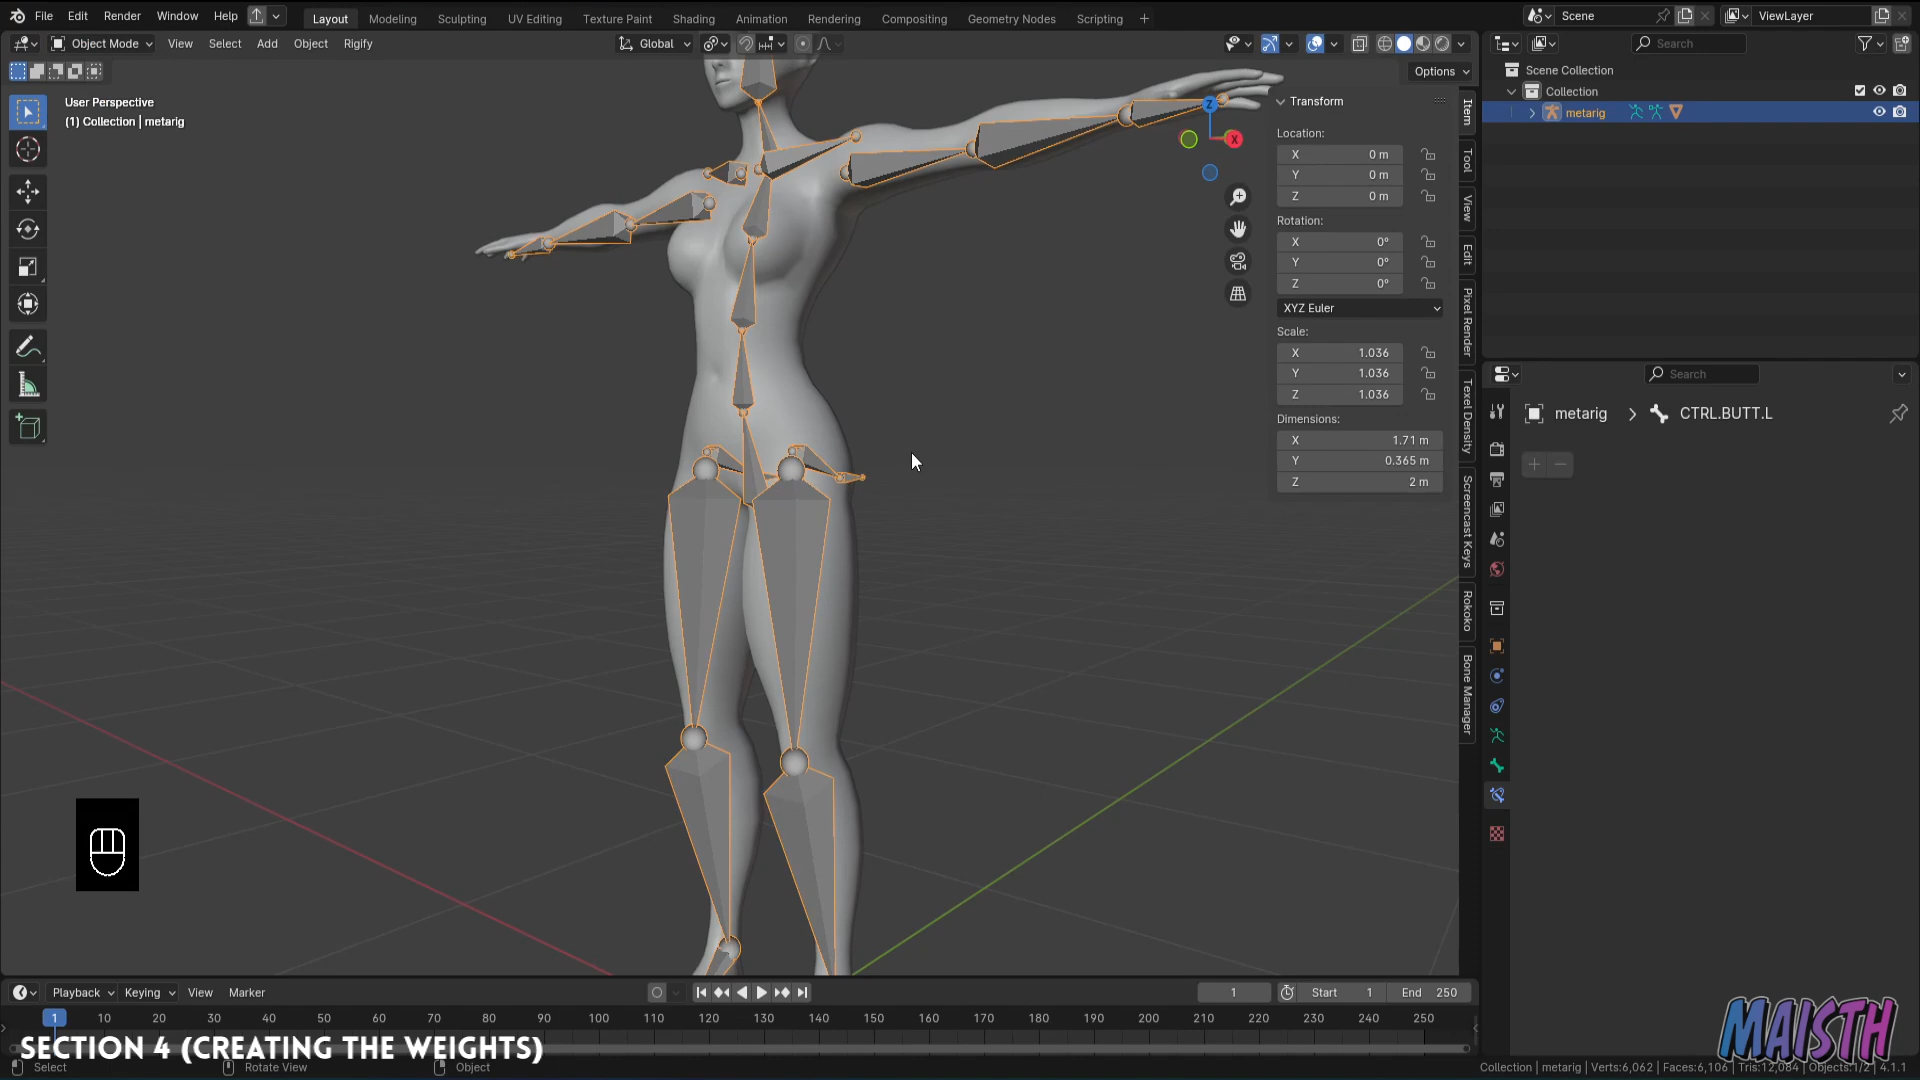 File Edit Render Window Help Layout Modeling Sculpting UV Editing Texture Paint Shading Animation Rendering Compositing Geometry Nodes Scripting + Scene ViewLayer
Object Mode View Select Add Object Rigify Global Search
Options
Scene Collection
Collection
metarig
User Perspective
(1) Collection | metarig
Z
X
Transform
Location:
X 0 m
Y 0 m
Z 0 m
Rotation:
X 0°
Y 0°
Z 0°
XYZ Euler
Scale:
X 1.036
Y 1.036
Z 1.036
Dimensions:
X 1.71 m
Y 0.365 m
Z 2 m
Item
Tool
View
Edit
Pixel Render
Texel Density
Screencast Keys
Rokoko
Bone Manager
Search
metarig > CTRL.BUTT.L
Playback Keying View Marker 1 Start 1 End 250
1 10 20 30 40 50 60 70 80 90 100 110 120 130 140 150 160 170 180 190 200 210 220 230 240 250
SECTION 4 (CREATING THE WEIGHTS)
MAISTH
Select Rotate View Object Collection | metarig | Verts:6,062 | Faces:6,106 | Tris:12,084 | Objects:1/2 | 4.1.1